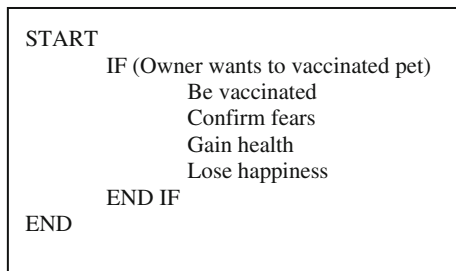 START
IF (Owner wants to vaccinated pet)
Be vaccinated
Confirm fears
Gain health
Lose happiness
END IF
END